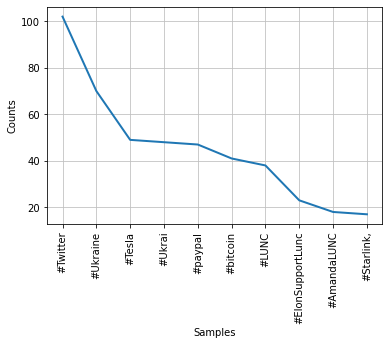 100
80
60
40
20
Counts
#Twitter
#Ukraine
#Tesla
#Ukrai
#paypal
#bitcoin
#LUNC
#ElonSupportLunc
#AmandaLUNC
#Starlink,
Samples